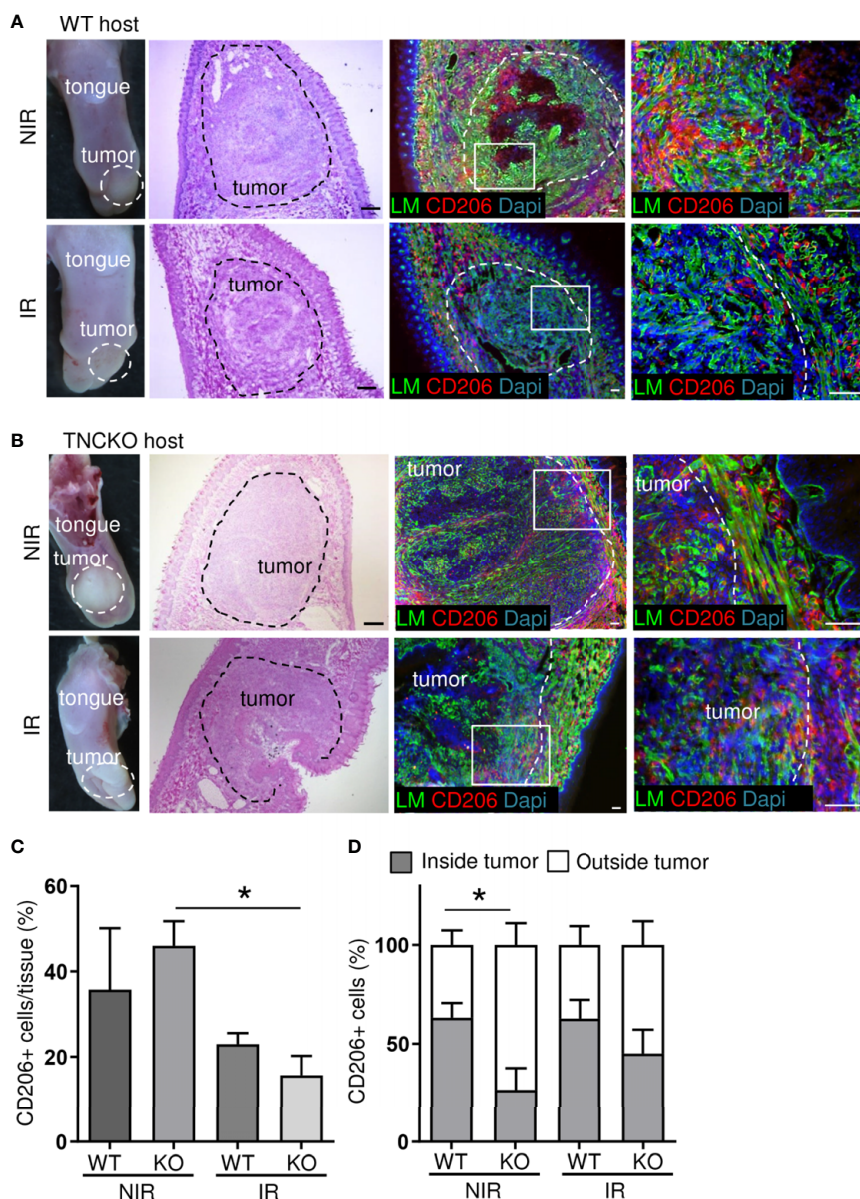 A
WT host
NIR
tongue
tumor
tumor
LM CD206 Dapi
LM CD206 Dapi
IR
tongue
tumor
tumor
LM CD206 Dapi
LM CD206 Dapi
B
TNCKO host
NIR
tongue
tumor
tumor
tumor
LM CD206 Dapi
tumor
LM CD206 Dapi
IR
tongue
tumor
tumor
tumor
LM CD206 Dapi
tumor
LM CD206 Dapi
C
CD206+ cells/tissue (%)
60
40
20
0
*
WT KO WT KO
NIR IR
D
Inside tumor Outside tumor
CD206+ cells (%)
100
50
0
*
WT KO WT KO
NIR IR